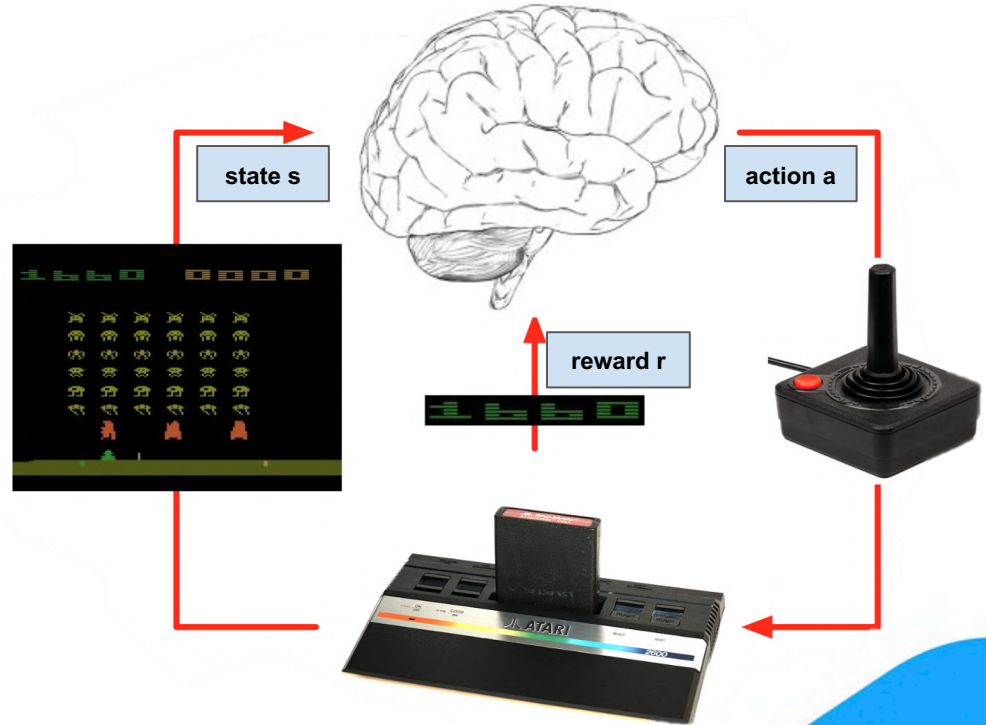 state s
action a
1660 0000
reward r
1660
ATARI
2600